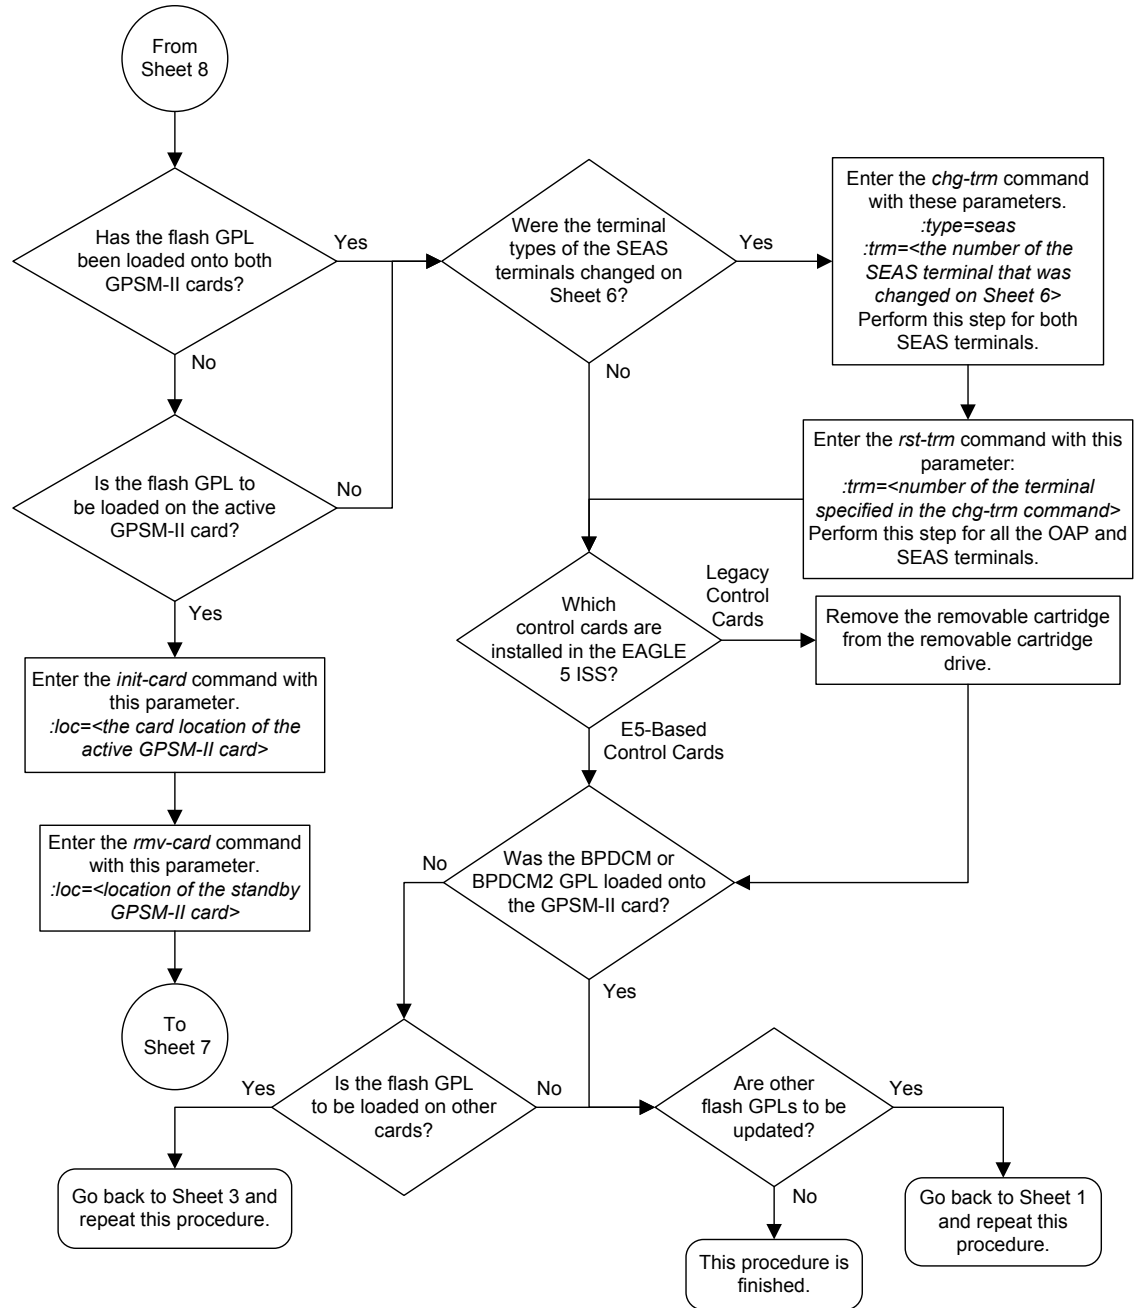 From
Sheet 8
Has the flash GPL
been loaded onto both
GPSM-II cards?
Yes
No
Is the flash GPL to
be loaded on the active
GPSM-II card?
No
Yes
Enter the init-card command with
this parameter.
:loc=<the card location of the
active GPSM-II card>
Enter the rmv-card command
with this parameter.
:loc=<location of the standby
GPSM-II card>
To
Sheet 7
Were the terminal
types of the SEAS
terminals changed on
Sheet 6?
Yes
No
Enter the chg-trm command
with these parameters.
:type=seas
:trm=<the number of the
SEAS terminal that was
changed on Sheet 6>
Perform this step for both
SEAS terminals.
Enter the rst-trm command with this
parameter:
:trm=<number of the terminal
specified in the chg-trm command>
Perform this step for all the OAP and
SEAS terminals.
Which
control cards are
installed in the EAGLE
5 ISS?
Legacy
Control
Cards
Remove the removable cartridge
from the removable cartridge
drive.
E5-Based
Control Cards
Was the BPDCM or
BPDCM2 GPL loaded onto
the GPSM-II card?
No
Yes
Is the flash GPL
to be loaded on other
cards?
Yes
No
Go back to Sheet 3 and
repeat this procedure.
Are other
flash GPLs to be
updated?
Yes
No
Go back to Sheet 1
and repeat this
procedure.
This procedure is
finished.